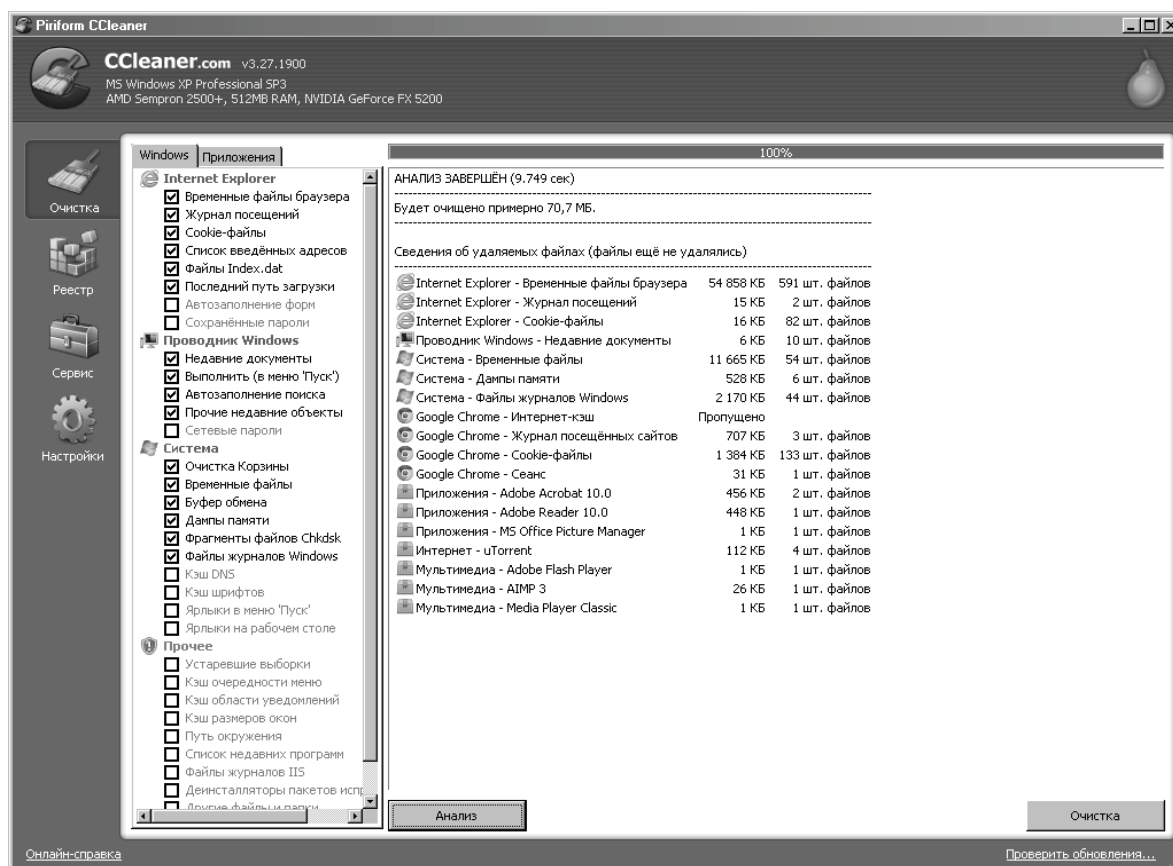 Piriform CCleaner
CCleaner.com v3.27.1900
MS Windows XP Professional SP3
AMD Sempron 2500+, 512MB RAM, NVIDIA GeForce FX 5200
Очистка
Реестр
Сервис
Настройки
Windows Приложения
Internet Explorer
Временные файлы браузера
Журнал посещений
Cookie-файлы
Список введённых адресов
Файлы Index.dat
Последний путь загрузки
Автозаполнение форм
Сохранённые пароли
Проводник Windows
Недавние документы
Выполнить (в меню 'Пуск')
Автозаполнение поиска
Прочие недавние объекты
Сетевые пароли
Система
Очистка Корзины
Временные файлы
Буфер обмена
Дампы памяти
Фрагменты файлов Chkdsk
Файлы журналов Windows
Кэш DNS
Кэш шрифтов
Ярлыки в меню 'Пуск'
Ярлыки на рабочем столе
Прочее
Устаревшие выборки
Кэш очередности меню
Кэш области уведомлений
Кэш размеров окон
Путь окружения
Список недавних программ
Файлы журналов IIS
Деинсталляторы пакетов испр
Другие файлы и папки
100%
АНАЛИЗ ЗАВЕРШЁН (9.749 сек)
Будет очищено примерно 70,7 МБ.
Сведения об удаляемых файлах (файлы ещё не удалялись)
Internet Explorer - Временные файлы браузера 54 858 КБ 591 шт. файлов
Internet Explorer - Журнал посещений 15 КБ 2 шт. файлов
Internet Explorer - Cookie-файлы 16 КБ 82 шт. файлов
Проводник Windows - Недавние документы 6 КБ 10 шт. файлов
Система - Временные файлы 11 665 КБ 54 шт. файлов
Система - Дампы памяти 528 КБ 6 шт. файлов
Система - Файлы журналов Windows 2 170 КБ 44 шт. файлов
Google Chrome - Интернет-кэш Пропущено
Google Chrome - Журнал посещённых сайтов 707 КБ 3 шт. файлов
Google Chrome - Cookie-файлы 1 384 КБ 133 шт. файлов
Google Chrome - Сеанс 31 КБ 1 шт. файлов
Приложения - Adobe Acrobat 10.0 456 КБ 2 шт. файлов
Приложения - Adobe Reader 10.0 448 КБ 1 шт. файлов
Приложения - MS Office Picture Manager 1 КБ 1 шт. файлов
Интернет - uTorrent 112 КБ 4 шт. файлов
Мультимедиа - Adobe Flash Player 1 КБ 1 шт. файлов
Мультимедиа - AIMP 3 26 КБ 1 шт. файлов
Мультимедиа - Media Player Classic 1 КБ 1 шт. файлов
Анализ
Очистка
Онлайн-справка
Проверить обновления...